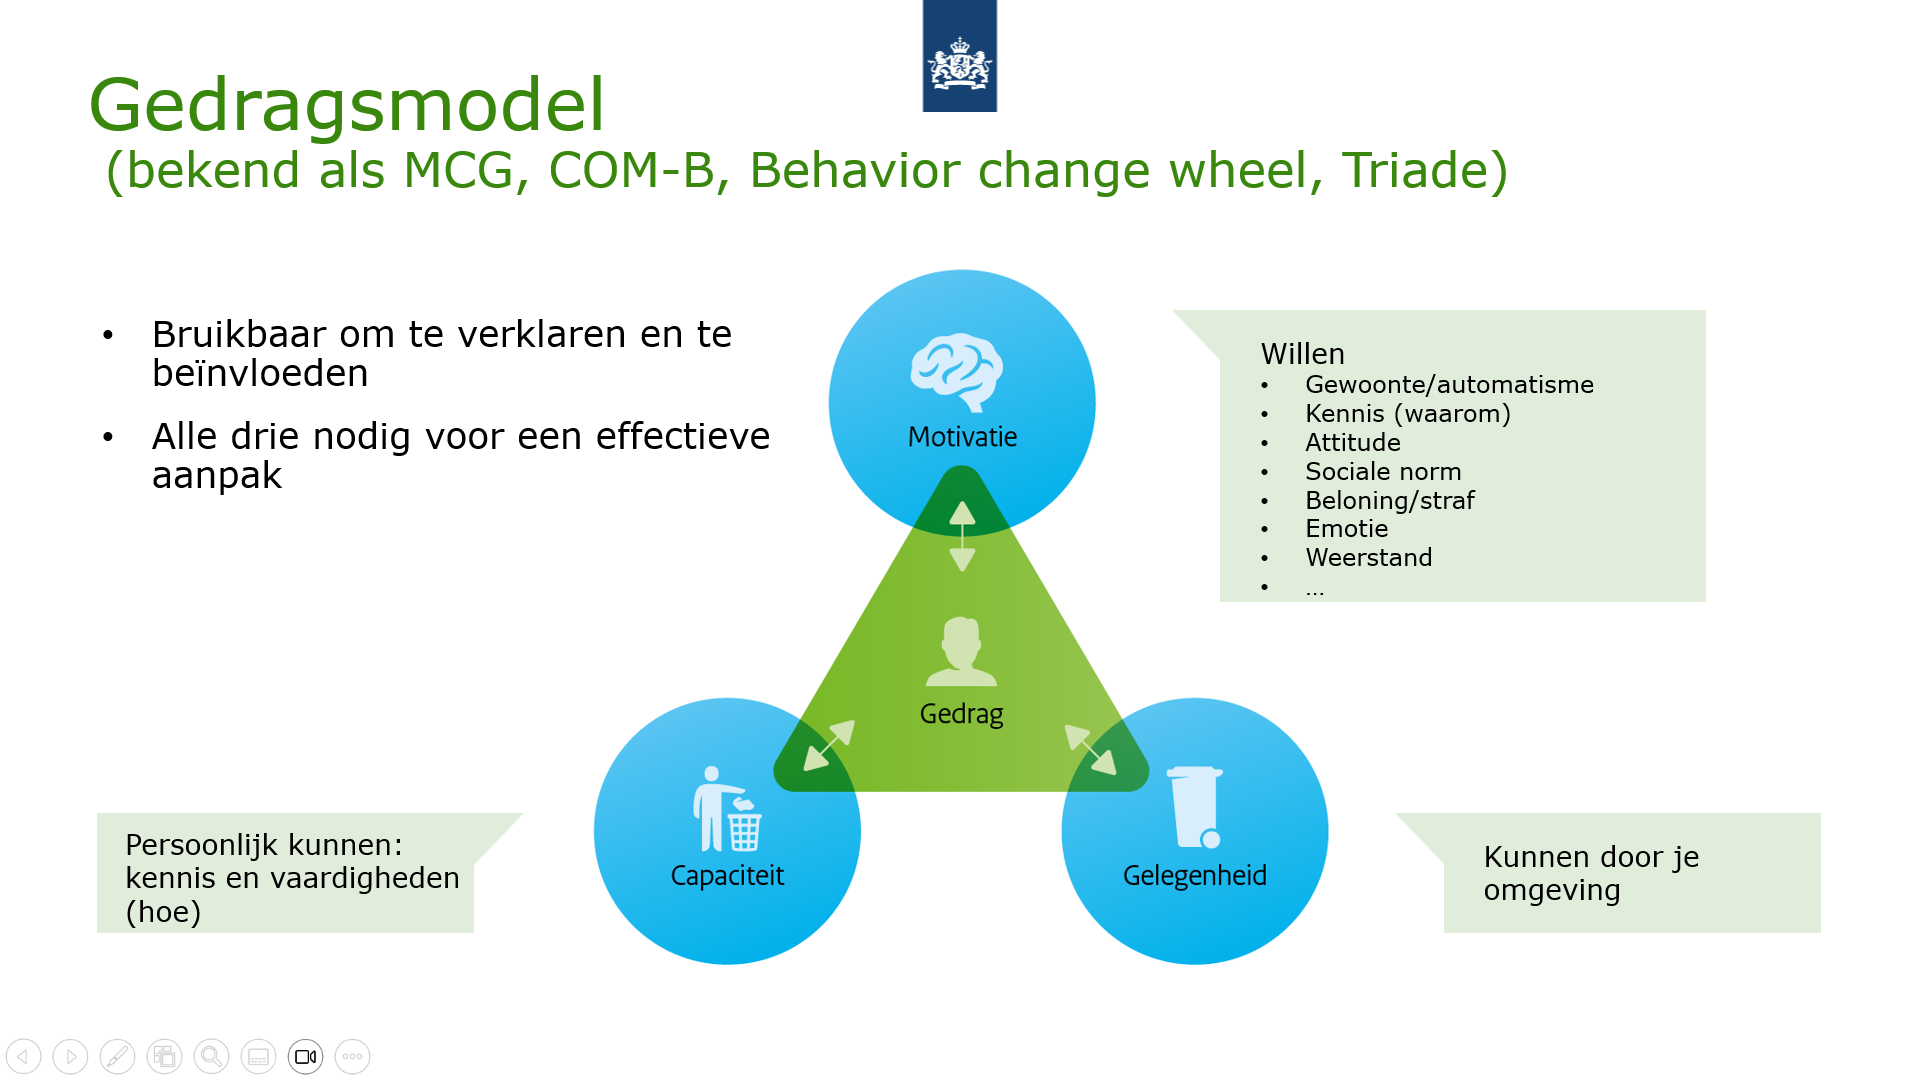 Gedragsmodel
(bekend als MCG, COM-B, Behavior change wheel, Triade)
• Bruikbaar om te verklaren en te
beïnvloeden
• Alle drie nodig voor een effectieve
aanpak
Motivatie
Willen
• Gewoonte/automatisme
• Kennis (waarom)
• Attitude
• Sociale norm
• Beloning/straf
• Emotie
• Weerstand
• ...
Gedrag
Persoonlijk kunnen:
kennis en vaardigheden
(hoe)
Capaciteit
Gelegenheid
Kunnen door je
omgeving